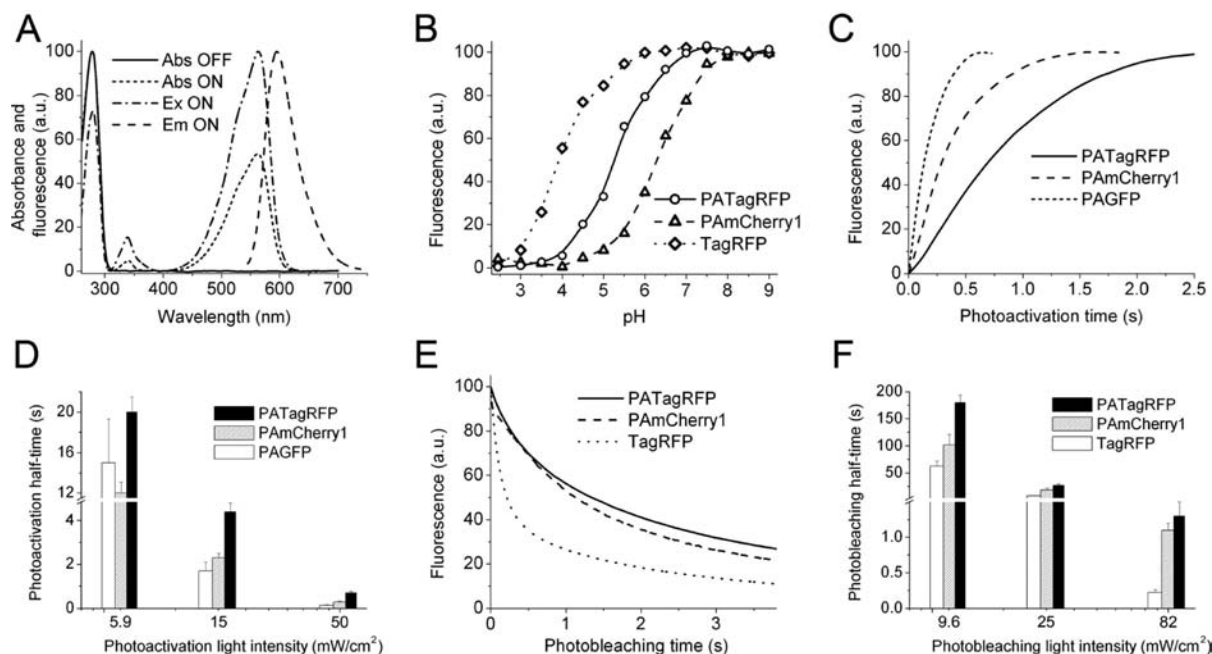 A
Absorbance and
fluorescence (a.u.)
100
80
60
40
20
0
Abs OFF
Abs ON
Ex ON
Em ON
300 400 500 600 700
Wavelength (nm)
B
Fluorescence (a.u.)
100
80
60
40
20
0
PATagRFP
PAmCherry1
TagRFP
3 4 5 6 7 8 9
pH
C
Fluorescence (a.u.)
100
80
60
40
20
0
PATagRFP
PAmCherry1
PAGFP
0.0 0.5 1.0 1.5 2.0 2.5
Photoactivation time (s)
D
Photoactivation half-time (s)
20
16
12
4
2
0
PATagRFP
PAmCherry1
PAGFP
5.9 15 50
Photoactivation light intensity (mW/cm²)
E
Fluorescence (a.u.)
100
80
60
40
20
0
PATagRFP
PAmCherry1
TagRFP
0 1 2 3
Photobleaching time (s)
F
Photobleaching half-time (s)
200
150
100
50
1.0
0.5
0.0
PATagRFP
PAmCherry1
TagRFP
9.6 25 82
Photobleaching light intensity (mW/cm²)